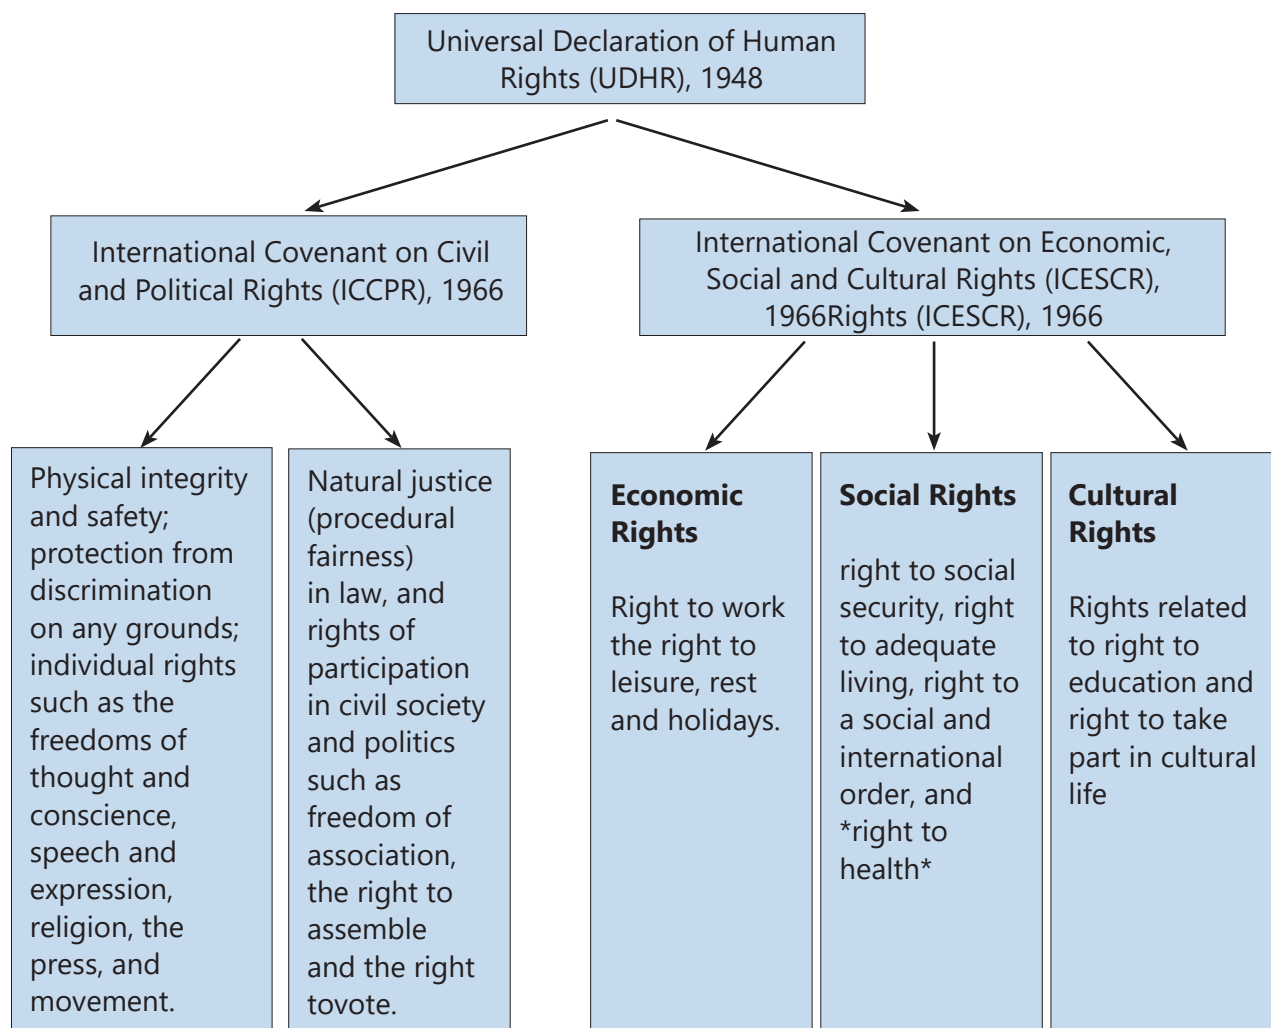 Universal Declaration of Human
Rights (UDHR), 1948
International Covenant on Civil
and Political Rights (ICCPR), 1966
International Covenant on Economic,
Social and Cultural Rights (ICESCR),
1966Rights (ICESCR), 1966
Physical integrity
and safety;
protection from
discrimination
on any grounds;
individual rights
such as the
freedoms of
thought and
conscience,
speech and
expression,
religion, the
press, and
movement.
Natural justice
(procedural
fairness)
in law, and
rights of
participation
in civil society
and politics
such as
freedom of
association,
the right to
assemble
and the right
tovote.
Economic
Rights
Right to work
the right to
leisure, rest
and holidays.
Social Rights
right to social
security, right
to adequate
living, right to
a social and
international
order, and
*right to
health*
Cultural
Rights
Rights related
to right to
education and
right to take
part in cultural
life